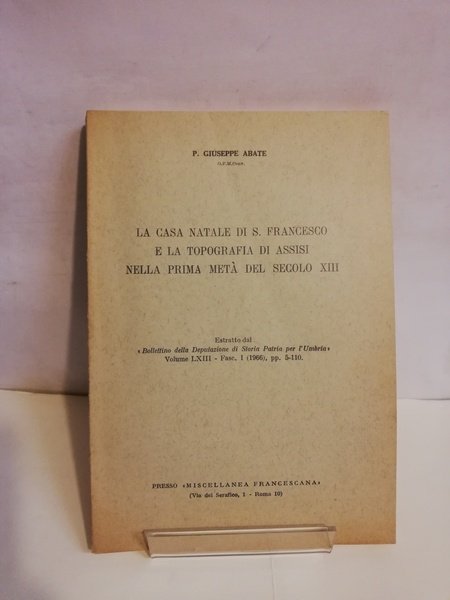 P. GIUSEPPE ABATE
O.F.M.Conv.
LA CASA NATALE DI S. FRANCESCO
E LA TOPOGRAFIA DI ASSISI
NELLA PRIMA METÀ DEL SECOLO XIII
Estratto dal
«Bollettino della Deputazione di Storia Patria per l'Umbria»
Volume LXIII - Fasc. 1 (1966), pp. 5-110.
PRESSO «MISCELLANEA FRANCESCANA»
(Via del Serafico, 1 - Roma 10)